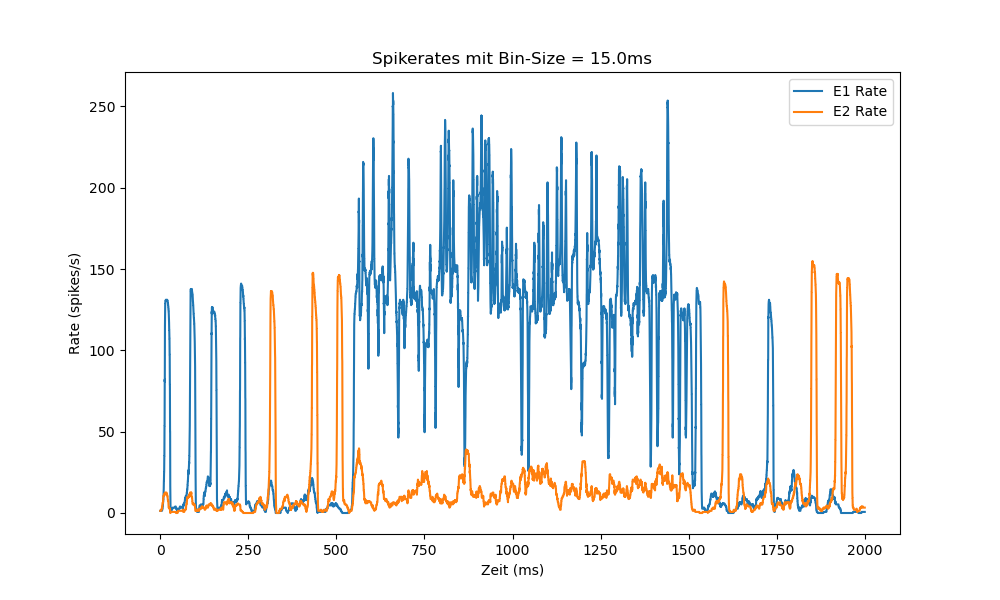 Spikerates mit Bin-Size = 15.0ms
E1 Rate
E2 Rate
250
200
150
100
50
0
Rate (spikes/s)
0 250 500 750 1000 1250 1500 1750 2000
Zeit (ms)